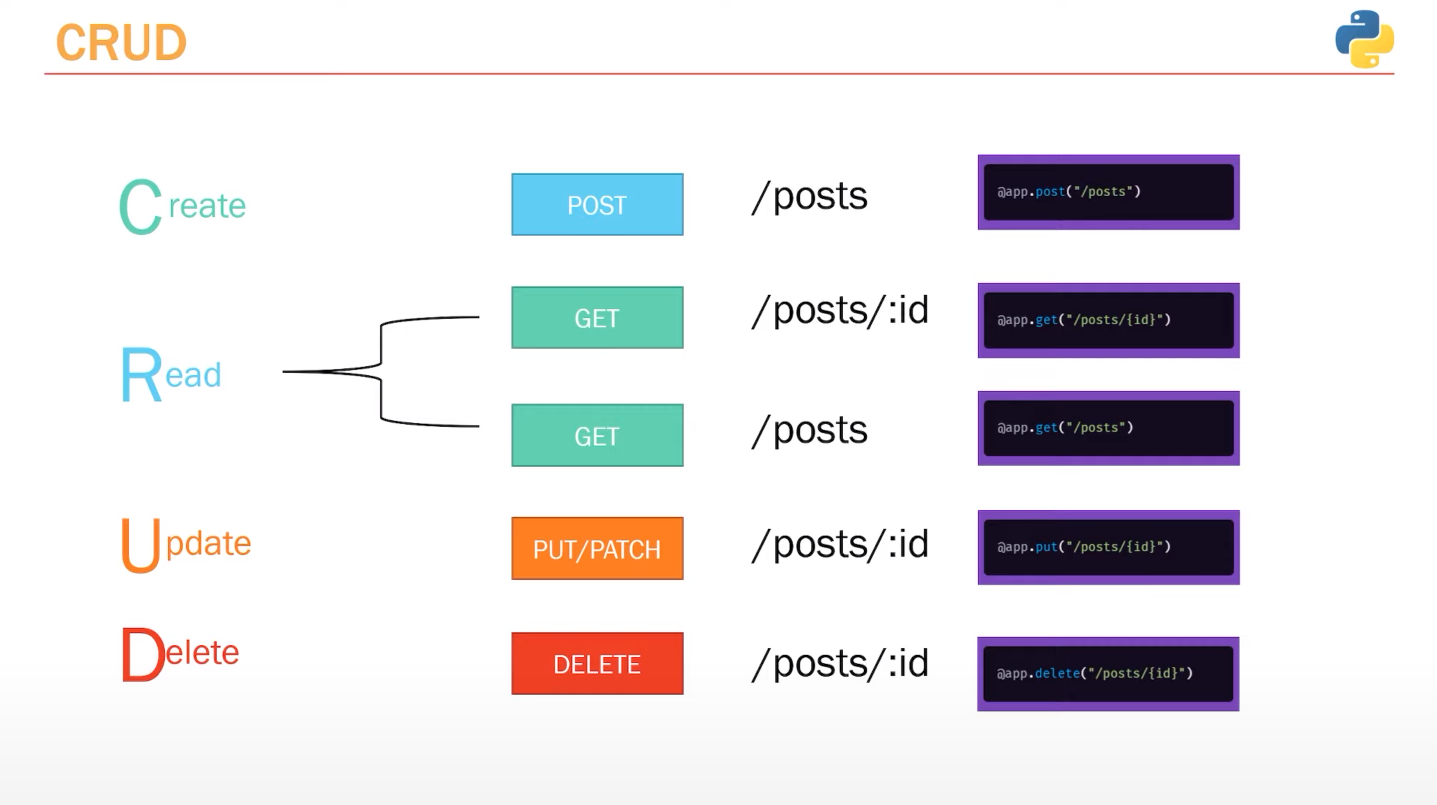 CRUD
Create POST /posts @app.post("/posts")
GET /posts/:id @app.get("/posts/{id}")
Read
GET /posts @app.get("/posts")
Update PUT/PATCH /posts/:id @app.put("/posts/{id}")
Delete DELETE /posts/:id @app.delete("/posts/{id}")